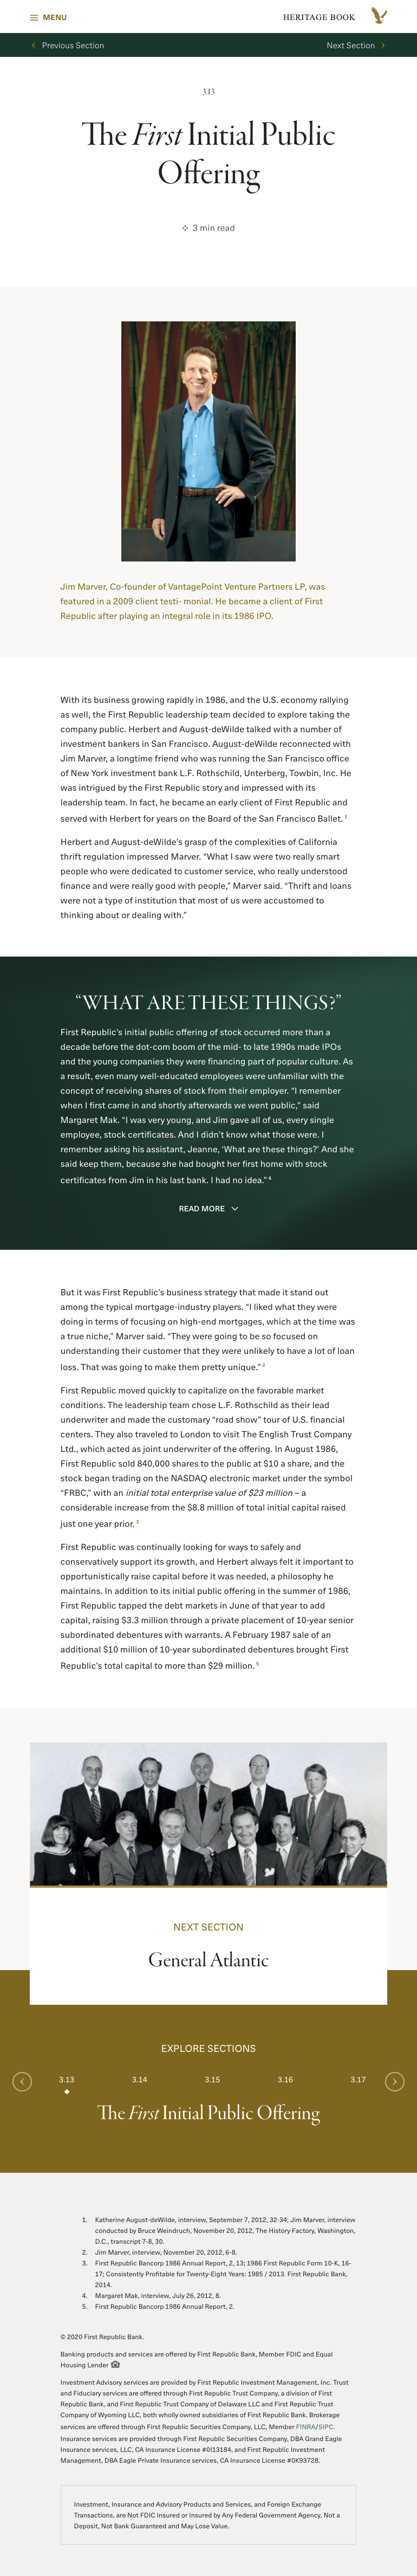 MENU
HERITAGE BOOK
Previous Section
Next Section
3.13
The First Initial Public
Offering
3 min read
Jim Marver, Co-founder of VantagePoint Venture Partners LP, was
featured in a 2009 client testi- monial. He became a client of First
Republic after playing an integral role in its 1986 IPO.
With its business growing rapidly in 1986, and the U.S. economy rallying
as well, the First Republic leadership team decided to explore taking the
company public. Herbert and August-deWilde talked with a number of
investment bankers in San Francisco. August-deWilde reconnected with
Jim Marver, a longtime friend who was running the San Francisco office
of New York investment bank L.F. Rothschild, Unterberg, Towbin, Inc. He
was intrigued by the First Republic story and impressed with its
leadership team. In fact, he became an early client of First Republic and
served with Herbert for years on the Board of the San Francisco Ballet. 1
Herbert and August-deWilde's grasp of the complexities of California
thrift regulation impressed Marver. “What I saw were two really smart
people who were dedicated to customer service, who really understood
finance and were really good with people,” Marver said. “Thrift and loans
were not a type of institution that most of us were accustomed to
thinking about or dealing with.”
“WHAT ARE THESE THINGS?”
First Republic's initial public offering of stock occurred more than a
decade before the dot-com boom of the mid- to late 1990s made IPOs
and the young companies they were financing part of popular culture. As
a result, even many well-educated employees were unfamiliar with the
concept of receiving shares of stock from their employer. “I remember
when I first came in and shortly afterwards we went public,” said
Margaret Mak. “I was very young, and Jim gave all of us, every single
employee, stock certificates. And I didn't know what those were. I
remember asking his assistant, Jeanne, ‘What are these things?’ And she
said keep them, because she had bought her first home with stock
certificates from Jim in his last bank. I had no idea.” 4
READ MORE
But it was First Republic's business strategy that made it stand out
among the typical mortgage-industry players. “I liked what they were
doing in terms of focusing on high-end mortgages, which at the time was
a true niche,” Marver said. “They were going to be so focused on
understanding their customer that they were unlikely to have a lot of loan
loss. That was going to make them pretty unique.” 2
First Republic moved quickly to capitalize on the favorable market
conditions. The leadership team chose L.F. Rothschild as their lead
underwriter and made the customary “road show” tour of U.S. financial
centers. They also traveled to London to visit The English Trust Company
Ltd., which acted as joint underwriter of the offering. In August 1986,
First Republic sold 840,000 shares to the public at $10 a share, and the
stock began trading on the NASDAQ electronic market under the symbol
“FRBC,” with an initial total enterprise value of $23 million – a
considerable increase from the $8.8 million of total initial capital raised
just one year prior. 3
First Republic was continually looking for ways to safely and
conservatively support its growth, and Herbert always felt it important to
opportunistically raise capital before it was needed, a philosophy he
maintains. In addition to its initial public offering in the summer of 1986,
First Republic tapped the debt markets in June of that year to add
capital, raising $3.3 million through a private placement of 10-year senior
subordinated debentures with warrants. A February 1987 sale of an
additional $10 million of 10-year subordinated debentures brought First
Republic's total capital to more than $29 million. 5
NEXT SECTION
General Atlantic
EXPLORE SECTIONS
3.13
3.14
3.15
3.16
3.17
The First Initial Public Offering
1. Katherine August-deWilde, interview, September 7, 2012, 32-34; Jim Marver, interview
conducted by Bruce Weindruch, November 20, 2012, The History Factory, Washington,
D.C., transcript 7-8, 30.
2. Jim Marver, interview, November 20, 2012, 6-8.
3. First Republic Bancorp 1986 Annual Report, 2, 13; 1986 First Republic Form 10-K, 16-
17; Consistently Profitable for Twenty-Eight Years: 1985 / 2013. First Republic Bank,
2014.
4. Margaret Mak, interview, July 26, 2012, 8.
5. First Republic Bancorp 1986 Annual Report, 2.
© 2020 First Republic Bank.
Banking products and services are offered by First Republic Bank, Member FDIC and Equal
Housing Lender
Investment Advisory services are provided by First Republic Investment Management, Inc. Trust
and Fiduciary services are offered through First Republic Trust Company, a division of First
Republic Bank, and First Republic Trust Company of Delaware LLC and First Republic Trust
Company of Wyoming LLC, both wholly owned subsidiaries of First Republic Bank. Brokerage
services are offered through First Republic Securities Company, LLC, Member FINRA/SIPC.
Insurance services are provided through First Republic Securities Company, DBA Grand Eagle
Insurance services, LLC, CA Insurance License #0I13184, and First Republic Investment
Management, DBA Eagle Private Insurance services, CA Insurance License #0K93728.
Investment, Insurance and Advisory Products and Services, and Foreign Exchange
Transactions, are Not FDIC Insured or Insured by Any Federal Government Agency, Not a
Deposit, Not Bank Guaranteed and May Lose Value.